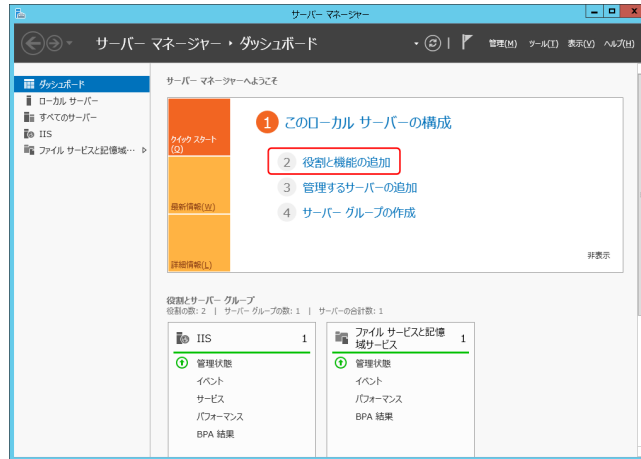 サーバー マネージャー
サーバー マネージャー ダッシュボード
管理(M) ツール(T) 表示(V) ヘルプ(H)
ダッシュボード
ローカル サーバー
すべてのサーバー
IIS
ファイル サービスと記憶域…
サーバー マネージャーへようこそ
クイック スタート
(Q)
最新情報(W)
詳細情報(L)
1 このローカル サーバーの構成
2 役割と機能の追加
3 管理するサーバーの追加
4 サーバー グループの作成
非表示
役割とサーバー グループ
役割の数: 2 | サーバー グループの数: 1 | サーバーの合計数: 1
IIS 1
管理状態
イベント
サービス
パフォーマンス
BPA 結果
ファイル サービスと記憶
域サービス 1
管理状態
イベント
パフォーマンス
BPA 結果